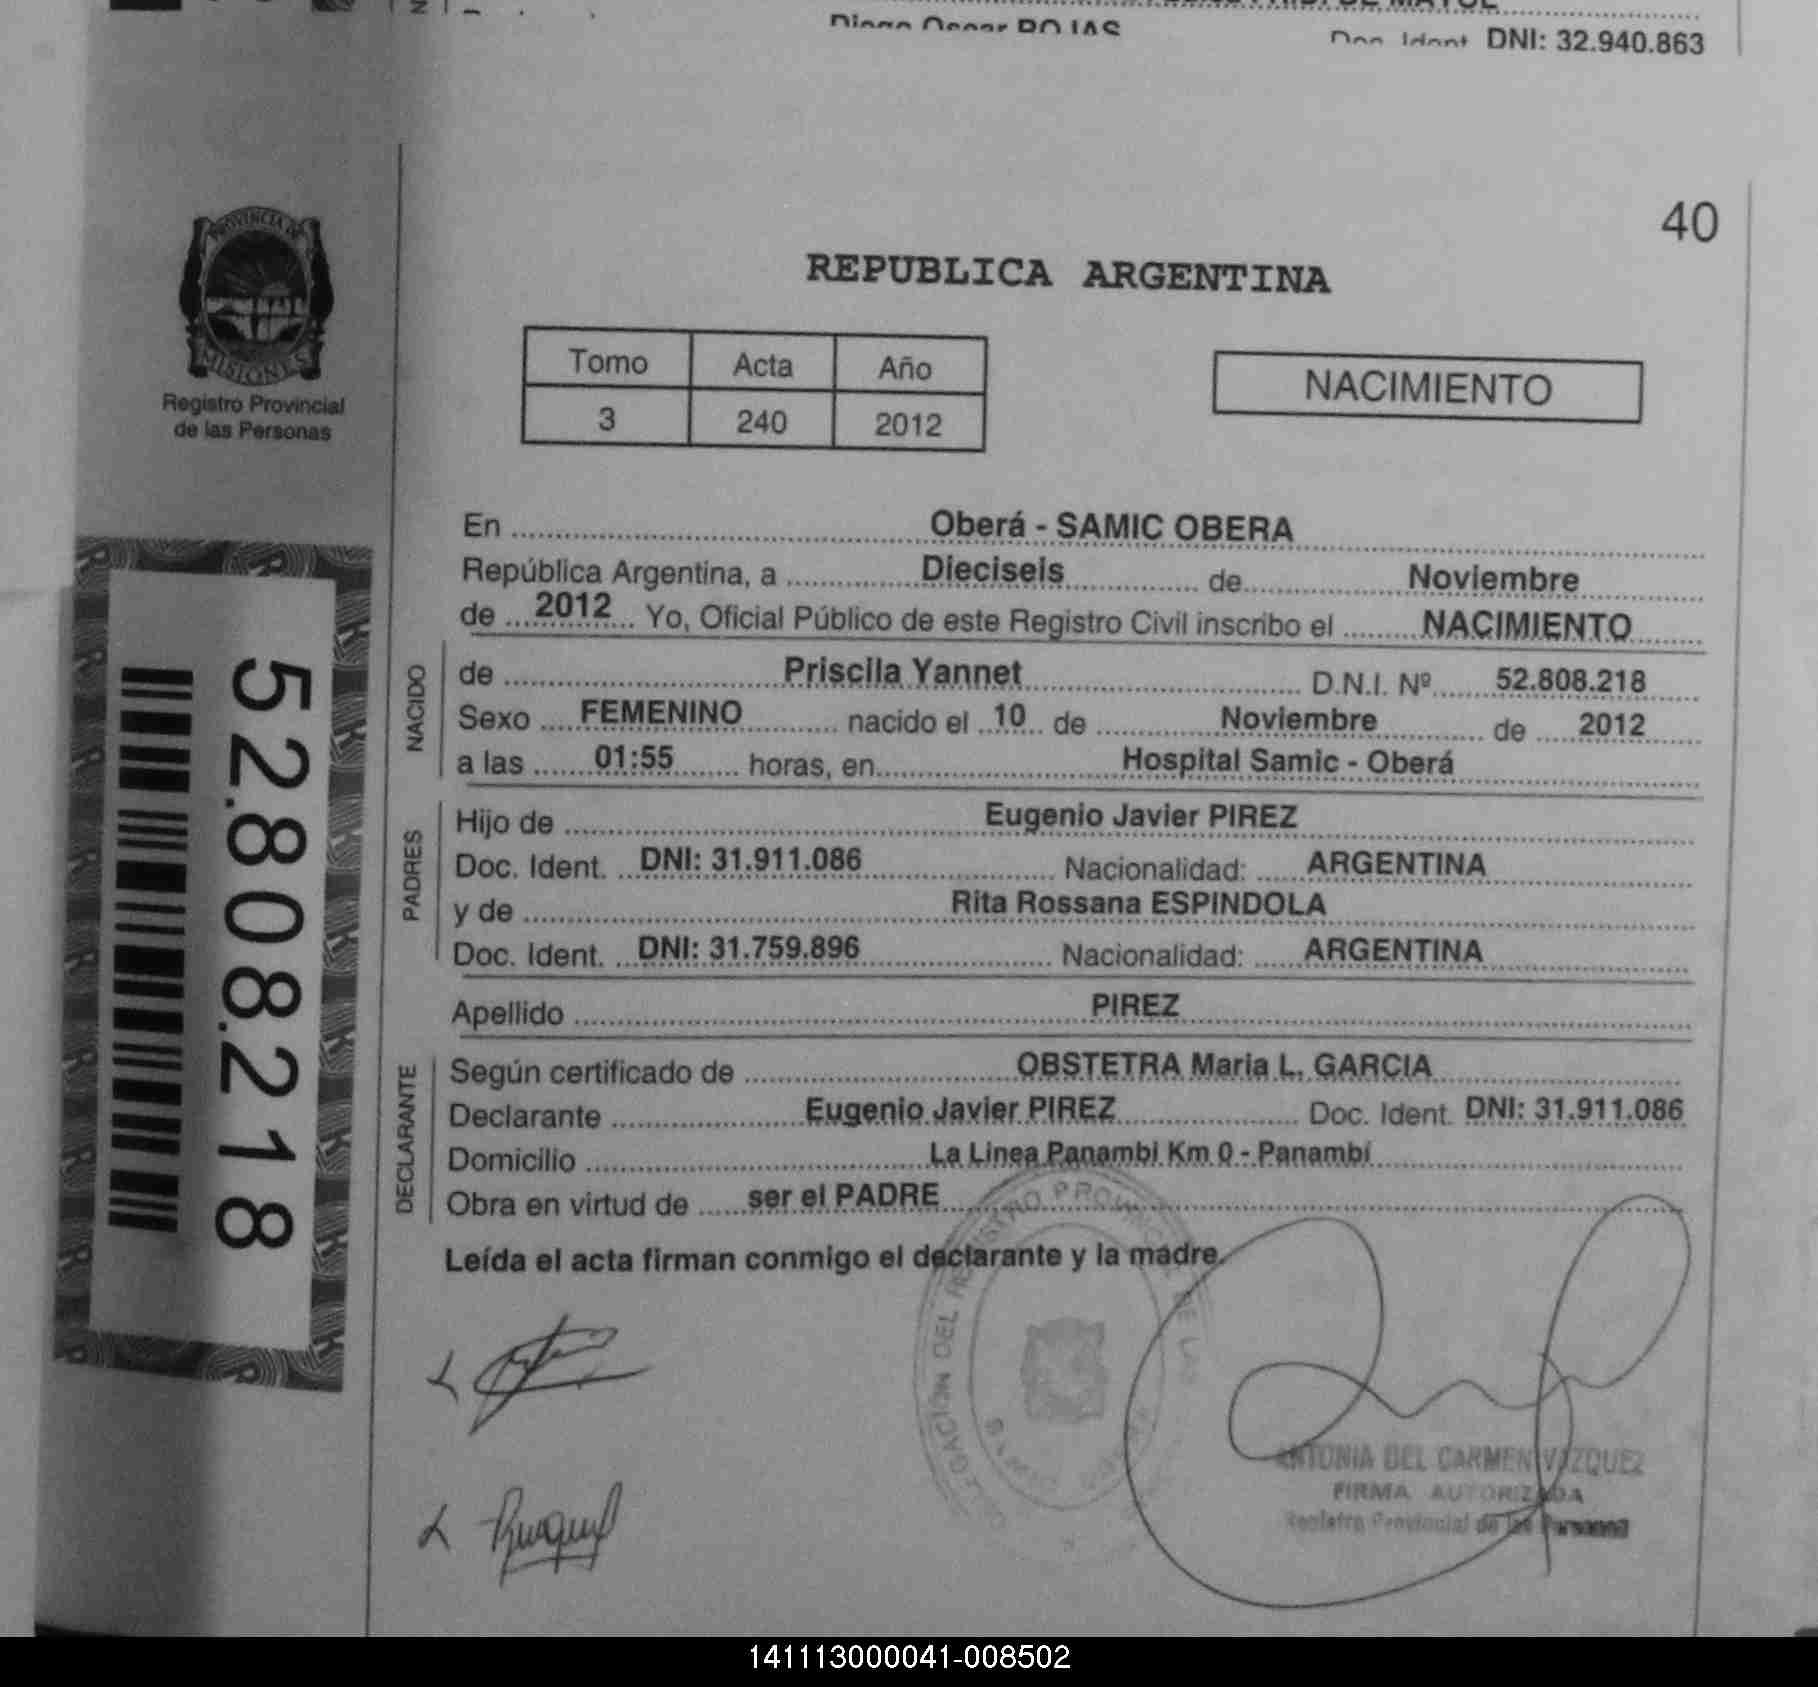 DNI: 32.940.863
40
PROVINCIA DE
MISIONES
Registro Provincial
de las Personas
REPUBLICA ARGENTINA
Tomo Acta Año
3 240 2012
NACIMIENTO
52.808.218
En Oberá - SAMIC OBERA
República Argentina, a Dieciseis de Noviembre
de 2012 Yo, Oficial Público de este Registro Civil inscribo el NACIMIENTO
NACIDO
de Priscila Yannet D.N.I. Nº 52.808.218
Sexo FEMENINO nacido el 10 de Noviembre de 2012
a las 01:55 horas, en Hospital Samic - Oberá
PADRES
Hijo de Eugenio Javier PIREZ
Doc. Ident. DNI: 31.911.086 Nacionalidad: ARGENTINA
y de Rita Rossana ESPINDOLA
Doc. Ident. DNI: 31.759.896 Nacionalidad: ARGENTINA
Apellido PIREZ
DECLARANTE
Según certificado de OBSTETRA Maria L. GARCIA
Declarante Eugenio Javier PIREZ Doc. Ident. DNI: 31.911.086
Domicilio La Linea Panambi Km 0 - Panambí
Obra en virtud de ser el PADRE
Leída el acta firman conmigo el declarante y la madre.
ANTONIA DEL CARMEN VAZQUEZ
FIRMA AUTORIZADA
Registro Provincial de las Personas
141113000041-008502